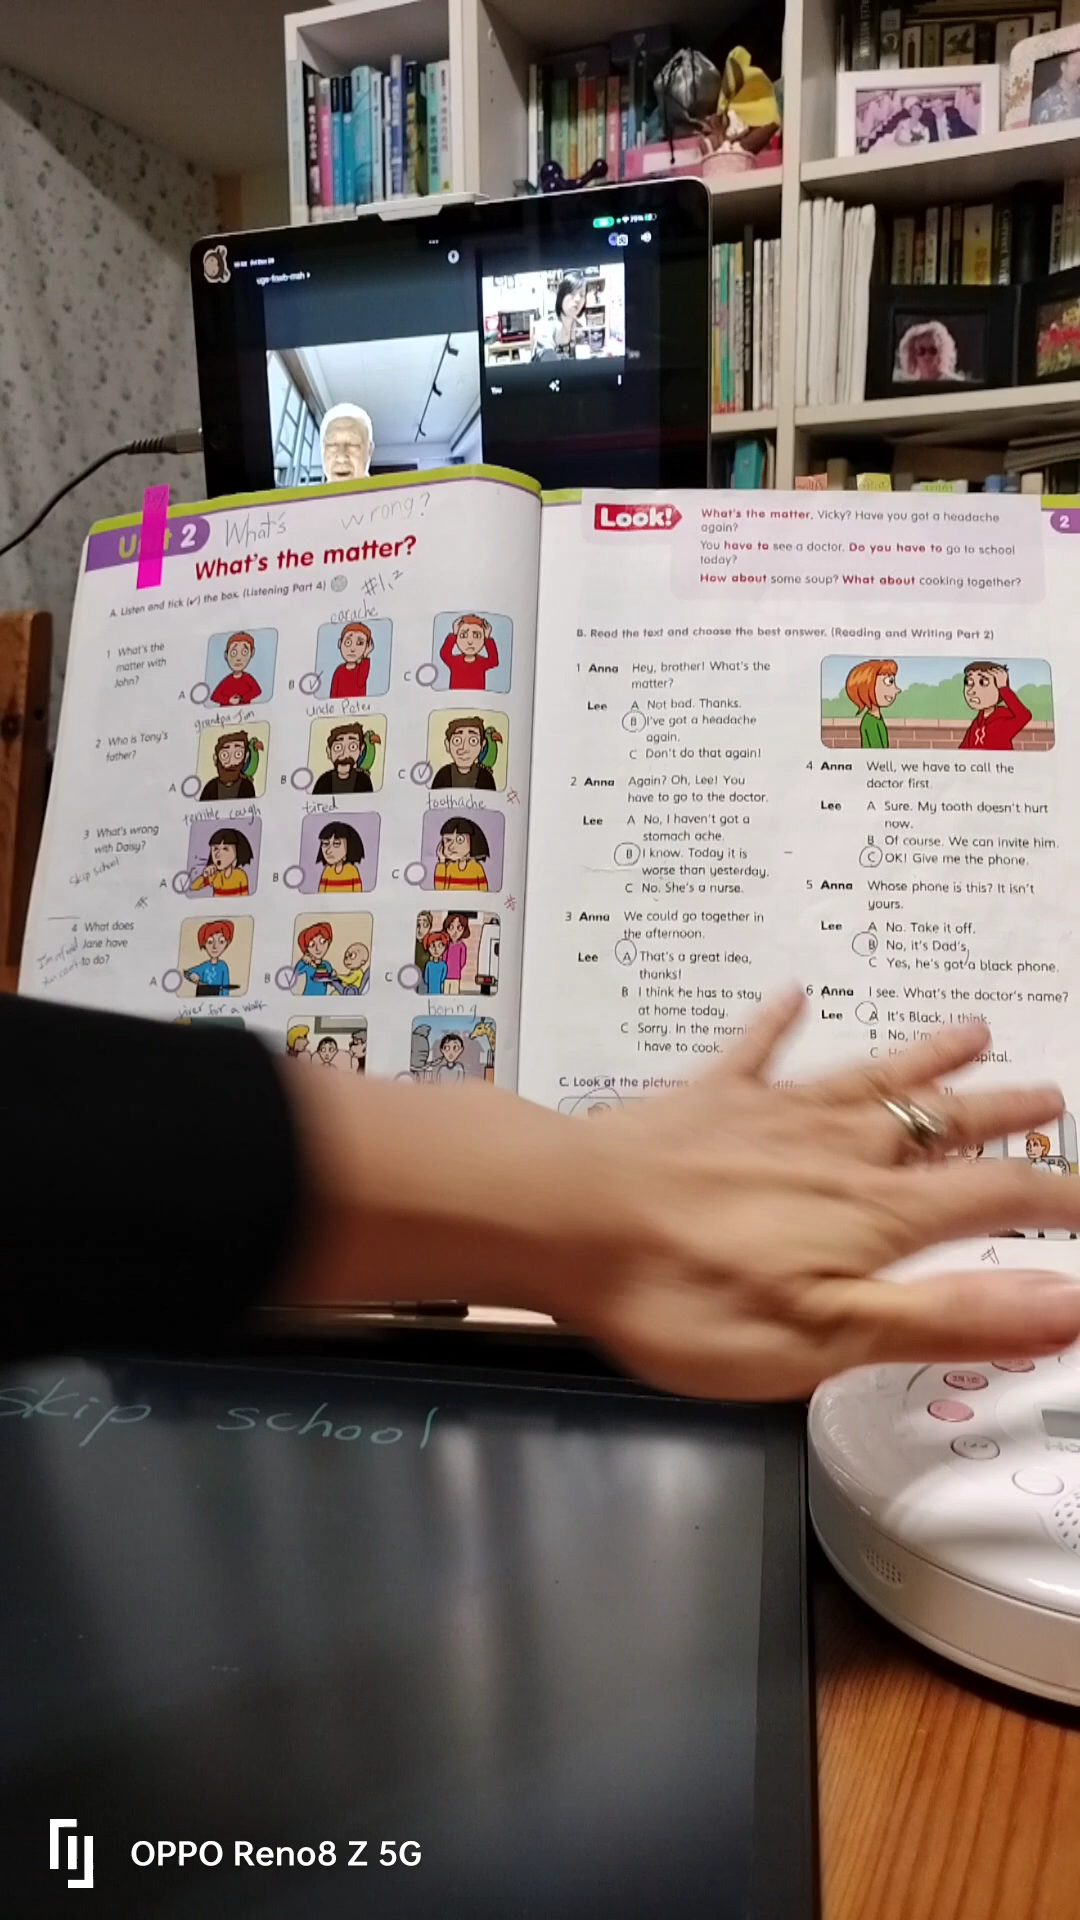 What's wrong?
2
What's the matter?
A. Listen and tick (✓) the box. (Listening Part 4)
#1,2
1 What's the
matter with
John?
earache
A
B
C
2 Who is Tony's
father?
grandpa Jim
uncle Peter
A
B
C
3 What's wrong
with Daisy?
skip school
terrible cough
tired
toothache
A
B
C
4 What does
Jane have
to do?
A
B
C
for a walk
boring
Look!
What's the matter, Vicky? Have you got a headache
again?
You have to see a doctor. Do you have to go to school
today?
How about some soup? What about cooking together?
2
B. Read the text and choose the best answer. (Reading and Writing Part 2)
1 Anna Hey, brother! What's the
matter?
Lee A Not bad. Thanks.
B I've got a headache
again.
C Don't do that again!
2 Anna Again? Oh, Lee! You
have to go to the doctor.
Lee A No, I haven't got a
stomach ache.
B I know. Today it is
worse than yesterday.
C No. She's a nurse.
3 Anna We could go together in
the afternoon.
Lee A That's a great idea,
thanks!
B I think he has to stay
at home today.
C Sorry. In the
I have to cook.
4 Anna Well, we have to call the
doctor first.
Lee A Sure. My tooth doesn't hurt
now.
B Of course. We can invite him.
C OK! Give me the phone.
5 Anna Whose phone is this? It isn't
yours.
Lee A No. Take it off.
B No, it's Dad's.
C Yes, he's got a black phone.
6 Anna I see. What's the doctor's name?
Lee A It's Black, I think.
B No, I'm
C
C. Look at the pictures
skip school
OPPO Reno8 Z 5G